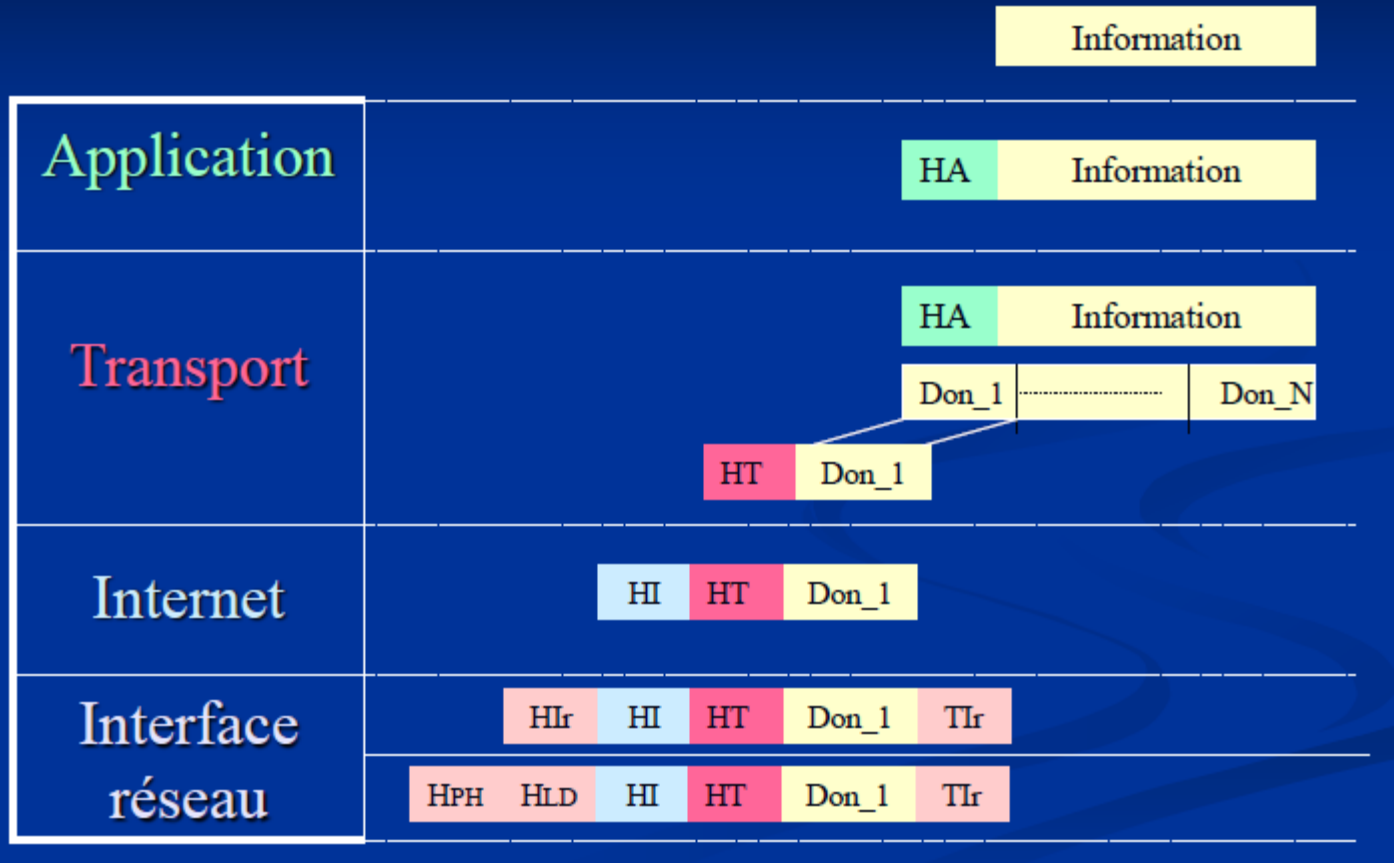 Information
Application
HA Information
Transport
HA Information
Don_1 Don_N
HT Don_1
Internet
HI HT Don_1
Interface
réseau
HIr HI HT Don_1 TIr
HPH HLD HI HT Don_1 TIr